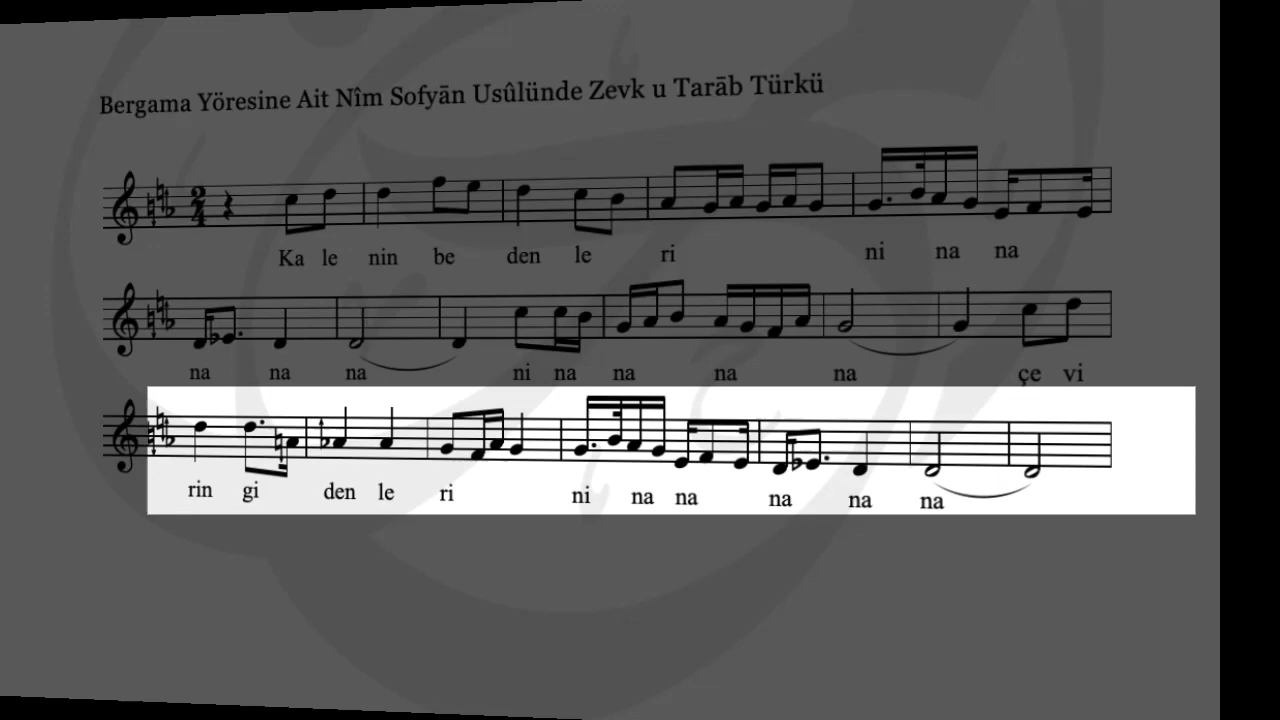 Bergama Yöresine Ait Nîm Sofyān Usûlünde Zevk u Tarāb Türkü
2
4
Ka le nin be den le ri ni na na
na na na ni na na na na çe vi
rin gi den le ri ni na na na na na